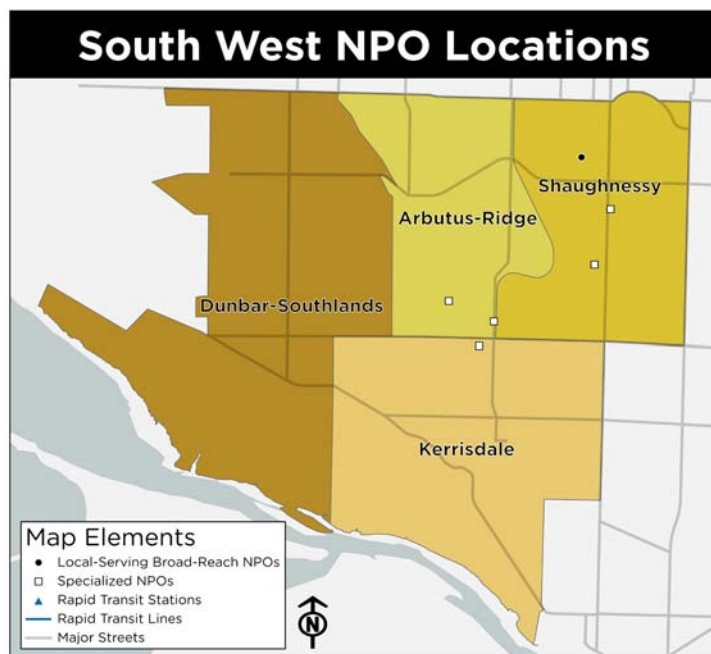 South West NPO Locations
Shaughnessy
Arbutus-Ridge
Dunbar-Southlands
Kerrisdale
Map Elements
Local-Serving Broad-Reach NPOs
Specialized NPOs
Rapid Transit Stations
Rapid Transit Lines
Major Streets
N